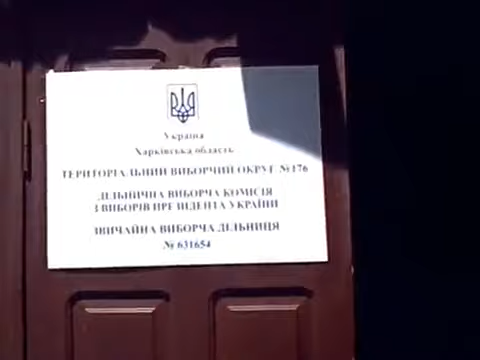 Україна
Харківська область
ТЕРИТОРІАЛЬНИЙ ВИБОРЧИЙ ОКРУГ №176
ДІЛЬНИЧНА ВИБОРЧА КОМІСІЯ
З ВИБОРІВ ПРЕЗИДЕНТА УКРАЇНИ
ЗВИЧАЙНА ВИБОРЧА ДІЛЬНИЦЯ
№ 631654